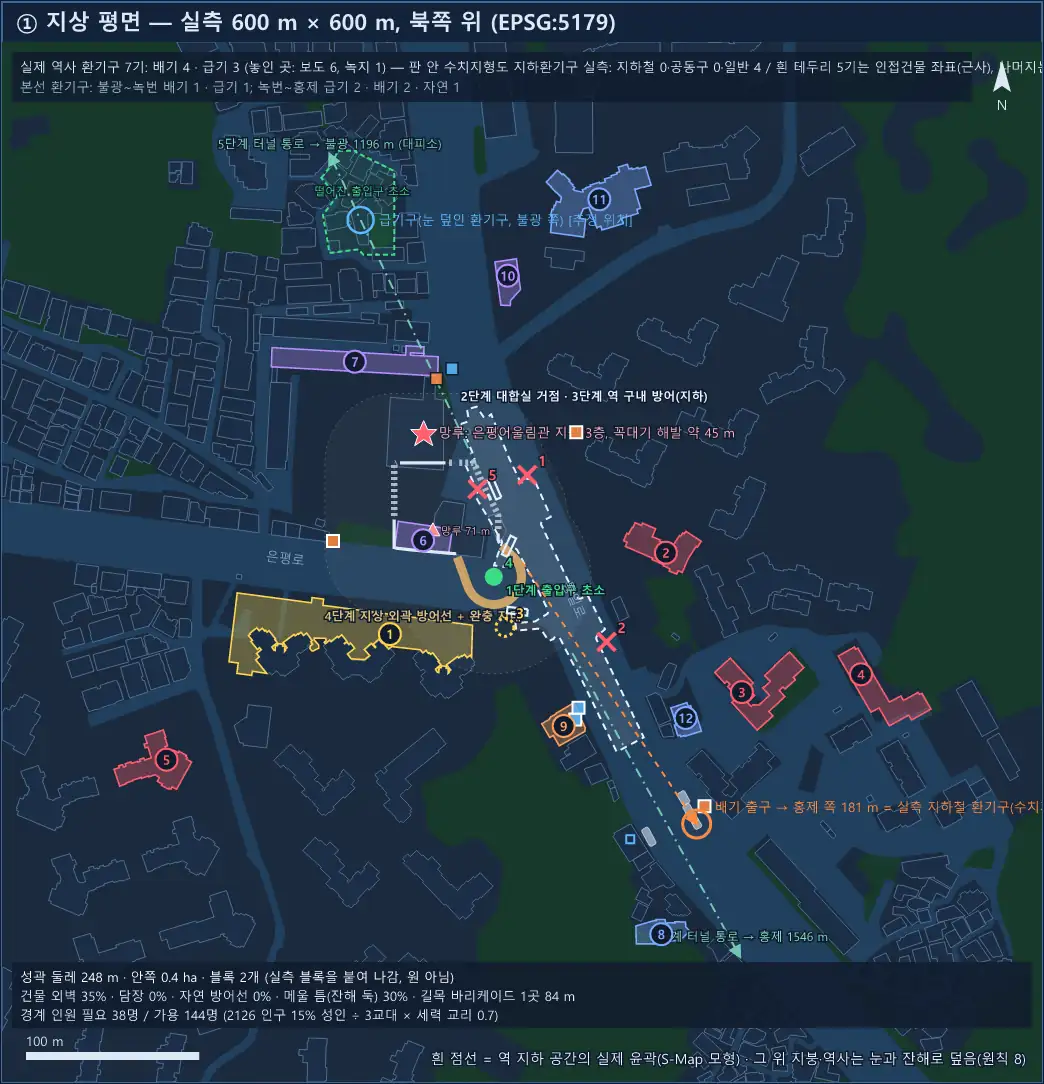 ① 지상 평면 — 실측 600 m × 600 m, 북쪽 위 (EPSG:5179)
실제 역사 환기구 7기: 배기 4 · 급기 3 (놓인 곳: 보도 6, 녹지 1) — 판 안 수치지형도 지하환기구 실측: 지하철 0·공동구 0·일반 4 / 흰 테두리 5기는 인접건물 좌표(근사),
본선 환기구: 불광~녹번 배기 1 · 급기 1; 녹번~홍제 급기 2 · 배기 2 · 자연 1
N
5단계 터널 통로 → 불광 1196 m (대피소)
떨어진 출입구 초소
급기구(눈 덮인 환기구, 불광 쪽) [추정 위치]
11
10
7
2단계 대합실 거점 · 3단계 역 구내 방어(지하)
망루: 은평어울림관 지 3층, 꼭대기 해발 약 45 m
1
5
망루 71 m
6
2
은평로
4
1단계 출입구 초소
4단계 지상 외곽 방어선 + 완충 지
3
1
2
3
4
9
12
5
배기 출구 → 홍제 쪽 181 m = 실측 지하철 환기구(수치
8
계 터널 통로 → 홍제 1546 m
성곽 둘레 248 m · 안쪽 0.4 ha · 블록 2개 (실측 블록을 붙여 나감, 원 아님)
건물 외벽 35% · 담장 0% · 자연 방어선 0% · 메울 틈(잔해 둑) 30% · 길목 바리케이드 1곳 84 m
경계 인원 필요 38명 / 가용 144명 (2126 인구 15% 성인 ÷ 3교대 × 세력 교리 0.7)
100 m
흰 점선 = 역 지하 공간의 실제 윤곽(S-Map 모형) · 그 위 지붕·역사는 눈과 잔해로 덮음(원칙 8)